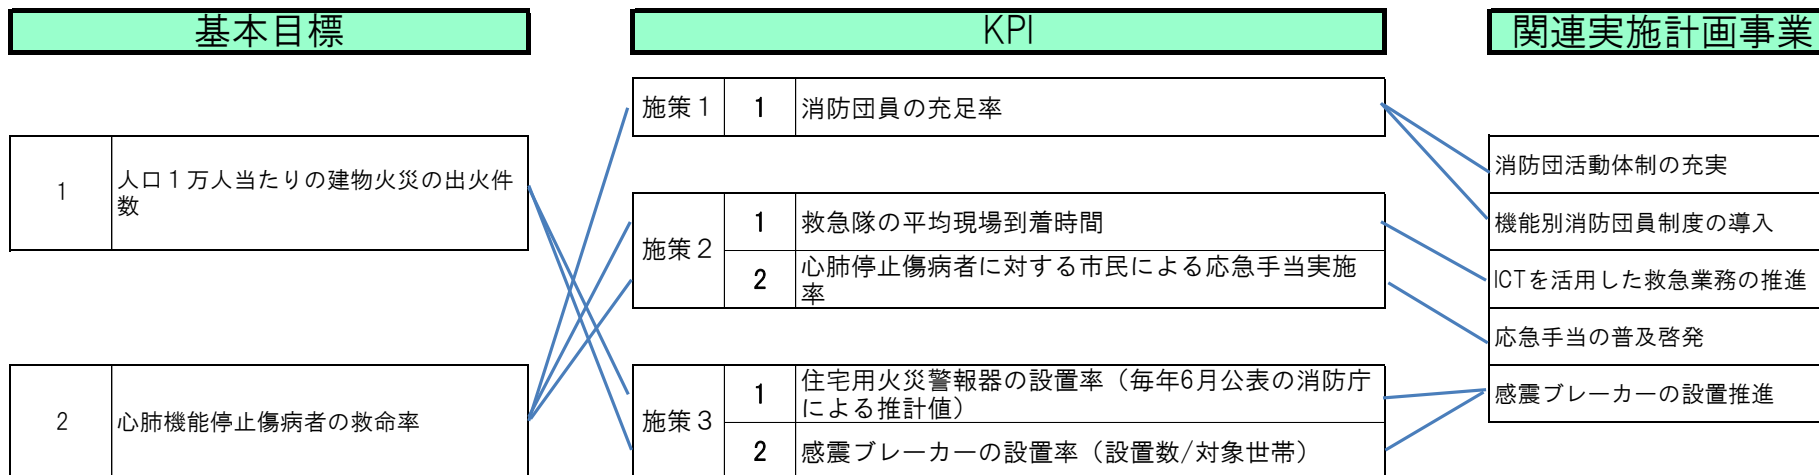 基本目標
KPI
関連実施計画事業
1
人口１万人当たりの建物火災の出火件
数
2
心肺機能停止傷病者の救命率
施策１
1
消防団員の充足率
施策２
1
救急隊の平均現場到着時間
2
心肺停止傷病者に対する市民による応急手当実施
率
施策３
1
住宅用火災警報器の設置率（毎年6月公表の消防庁
による推計値）
2
感震ブレーカーの設置率（設置数/対象世帯）
消防団活動体制の充実
機能別消防団員制度の導入
ICTを活用した救急業務の推進
応急手当の普及啓発
感震ブレーカーの設置推進